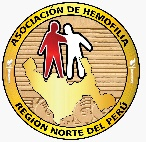 ASOCIACIÓN DE HEMOFILIA
REGIÓN NORTE DEL PERÚ